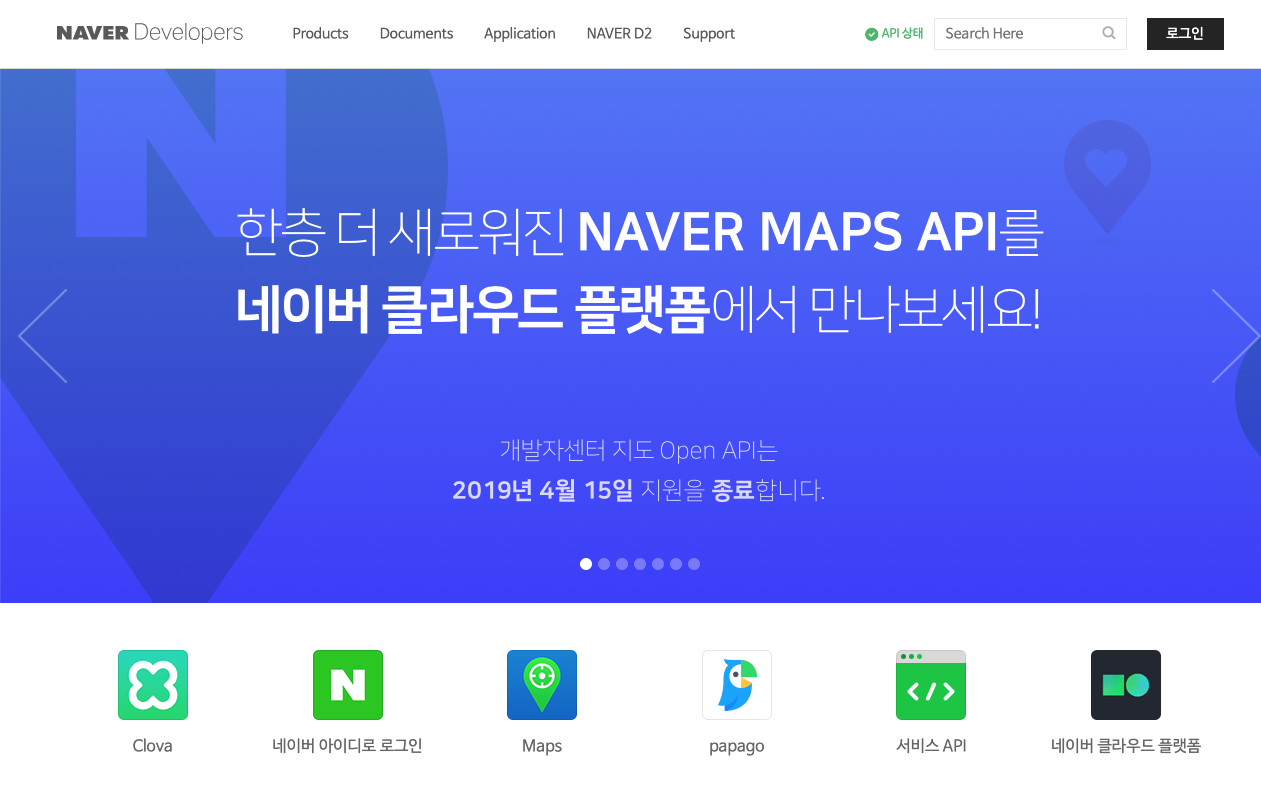 NAVER Developers
Products Documents Application NAVER D2 Support
API 상태
Search Here
로그인
한층 더 새로워진 NAVER MAPS API를
네이버 클라우드 플랫폼에서 만나보세요!
개발자센터 지도 Open API는
2019년 4월 15일 지원을 종료합니다.
Clova
네이버 아이디로 로그인
Maps
papago
서비스 API
네이버 클라우드 플랫폼